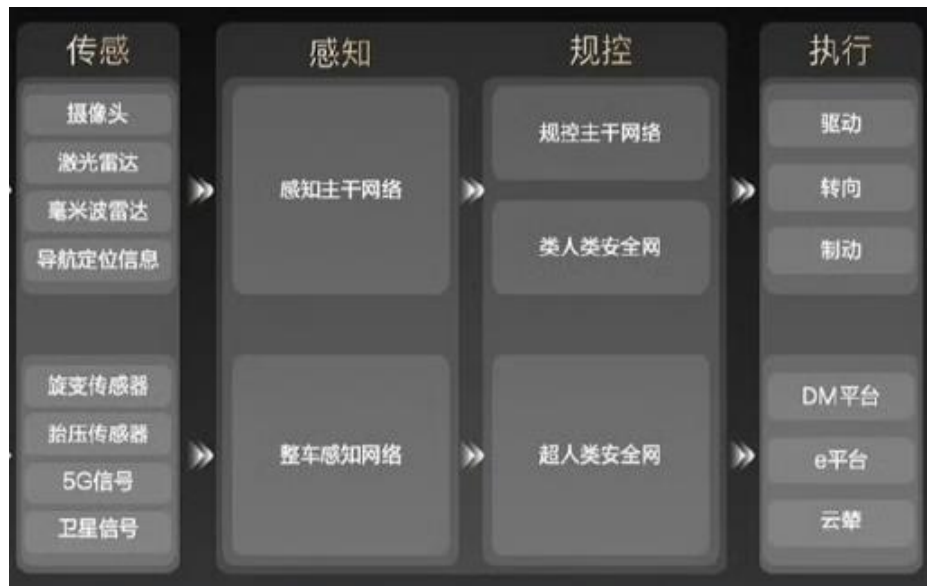 传感
摄像头
激光雷达
毫米波雷达
导航定位信息
旋变传感器
抬压传感器
5G信号
卫星信号
感知
感知主干网络
整车感知网络
规控
规控主干网络
类人类安全网
超人类安全网
执行
驱动
转向
制动
DM平台
e平台
云辇